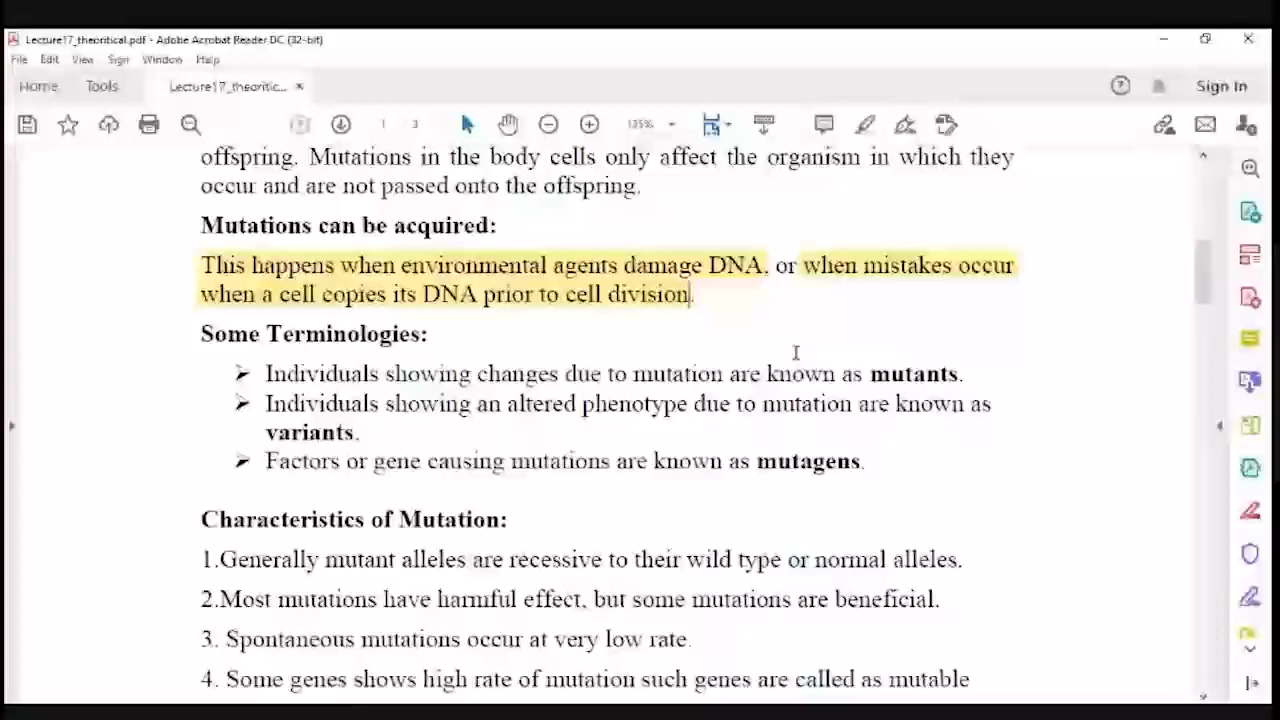 Lecture17_theoritical.pdf - Adobe Acrobat Reader DC (32-bit)
File Edit View Sign Window Help
Home Tools Lecture17_theoritic... × Sign In
1 / 3 135%
offspring. Mutations in the body cells only affect the organism in which they
occur and are not passed onto the offspring.
Mutations can be acquired:
This happens when environmental agents damage DNA, or when mistakes occur
when a cell copies its DNA prior to cell division.
Some Terminologies:
➢ Individuals showing changes due to mutation are known as mutants.
➢ Individuals showing an altered phenotype due to mutation are known as
variants.
➢ Factors or gene causing mutations are known as mutagens.
Characteristics of Mutation:
1.Generally mutant alleles are recessive to their wild type or normal alleles.
2.Most mutations have harmful effect, but some mutations are beneficial.
3. Spontaneous mutations occur at very low rate.
4. Some genes shows high rate of mutation such genes are called as mutable